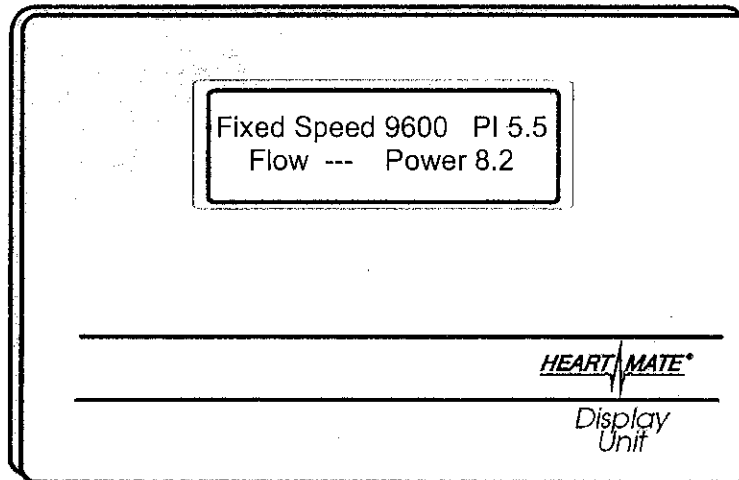 Fixed Speed 9600 PI 5.5
Flow --- Power 8.2
HEARTMATE®
Display
Unit